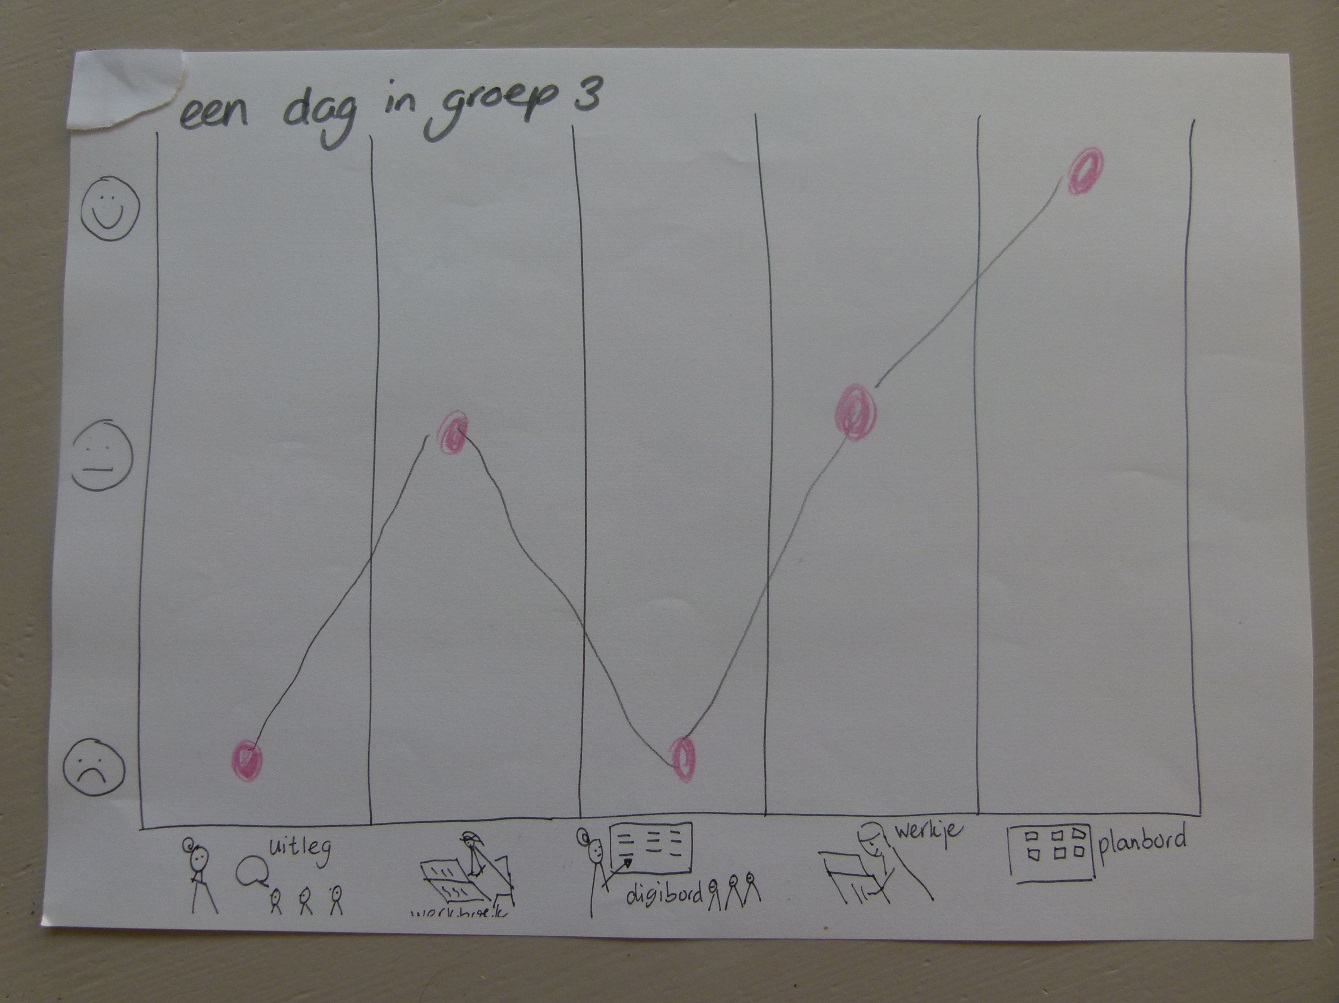 een dag in groep 3
uitleg
werkboek
digibord
werkje
planbord